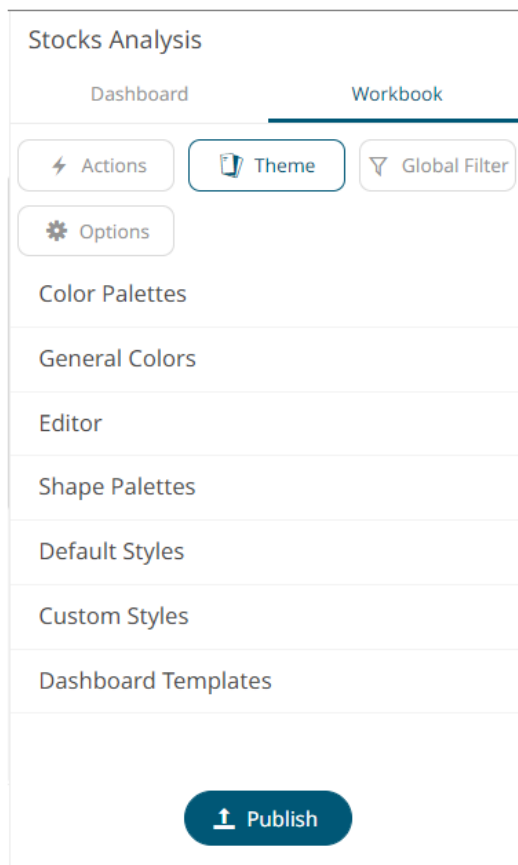 Stocks Analysis
Dashboard Workbook
Actions Theme Global Filter
Options
Color Palettes
General Colors
Editor
Shape Palettes
Default Styles
Custom Styles
Dashboard Templates
Publish